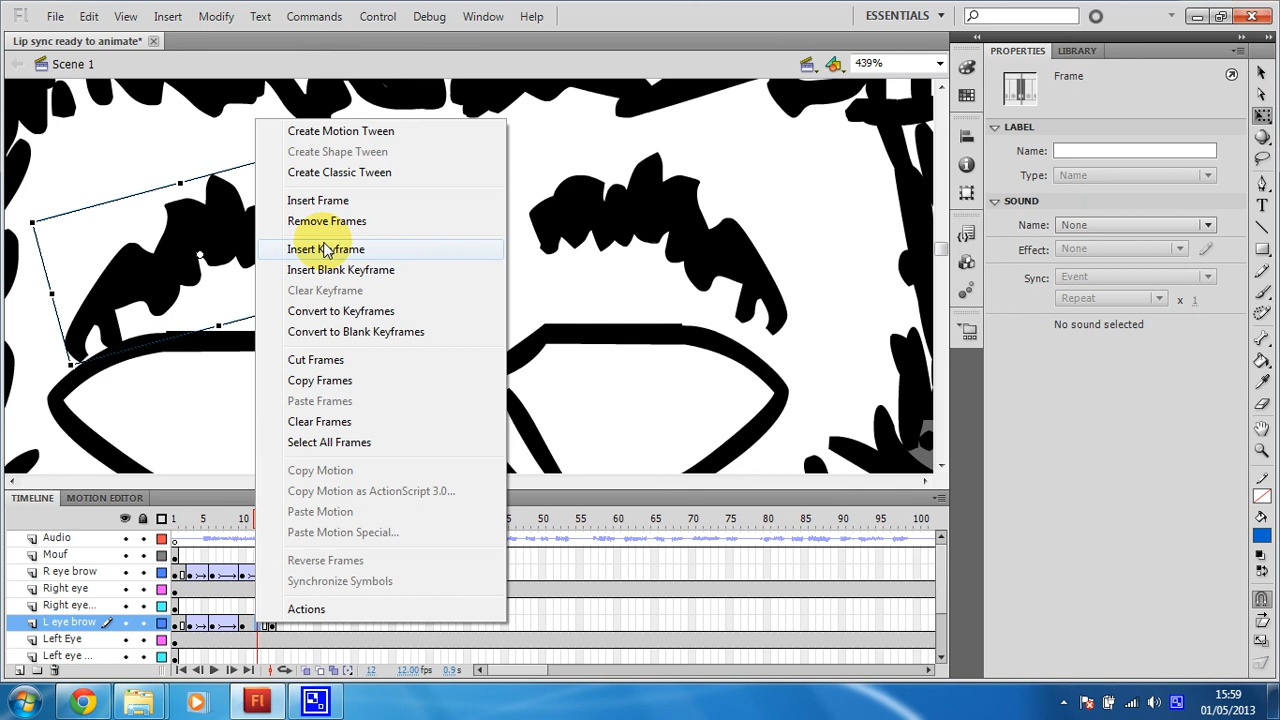 Fl File Edit View Insert Modify Text Commands Control Debug Window Help ESSENTIALS
Lip sync ready to animate*
Scene 1 439%
PROPERTIES LIBRARY
Frame
LABEL
Name:
Type: Name
SOUND
Name: None
Effect: None
Sync: Event
Repeat x 1
No sound selected
Create Motion Tween
Create Shape Tween
Create Classic Tween
Insert Frame
Remove Frames
Insert Keyframe
Insert Blank Keyframe
Clear Keyframe
Convert to Keyframes
Convert to Blank Keyframes
Cut Frames
Copy Frames
Paste Frames
Clear Frames
Select All Frames
Copy Motion
Copy Motion as ActionScript 3.0...
Paste Motion
Paste Motion Special...
Reverse Frames
Synchronize Symbols
Actions
TIMELINE MOTION EDITOR
1 5 10 45 50 55 60 65 70 75 80 85 90 95 100
Audio
Mouf
R eye brow
Right eye
Right eye...
L eye brow
Left Eye
Left eye ...
12 12.00 fps 0.9 s
Fl
15:59
01/05/2013